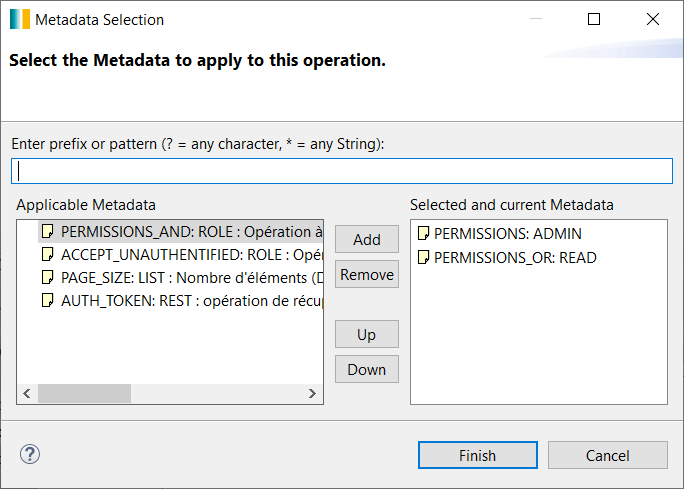 Metadata Selection
Select the Metadata to apply to this operation.
Enter prefix or pattern (? = any character, * = any String):
Applicable Metadata
PERMISSIONS_AND: ROLE : Opération à
ACCEPT_UNAUTHENTIFIED: ROLE : Opé
PAGE_SIZE: LIST : Nombre d'éléments (D
AUTH_TOKEN: REST : opération de récu
Add
Remove
Up
Down
Selected and current Metadata
PERMISSIONS: ADMIN
PERMISSIONS_OR: READ
?
Finish
Cancel